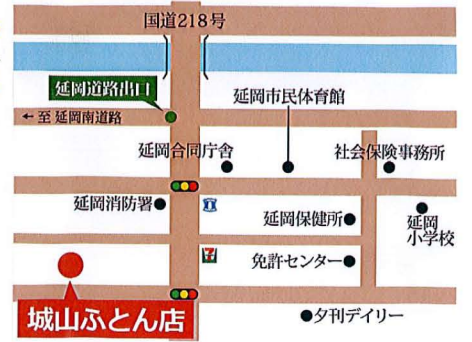 国道218号
延岡道路出口
延岡市民体育館
← 至 延岡南道路
延岡合同庁舎
社会保険事務所
延岡消防署
延岡保健所
延岡
小学校
7
免許センター
城山ふとん店
夕刊デイリー